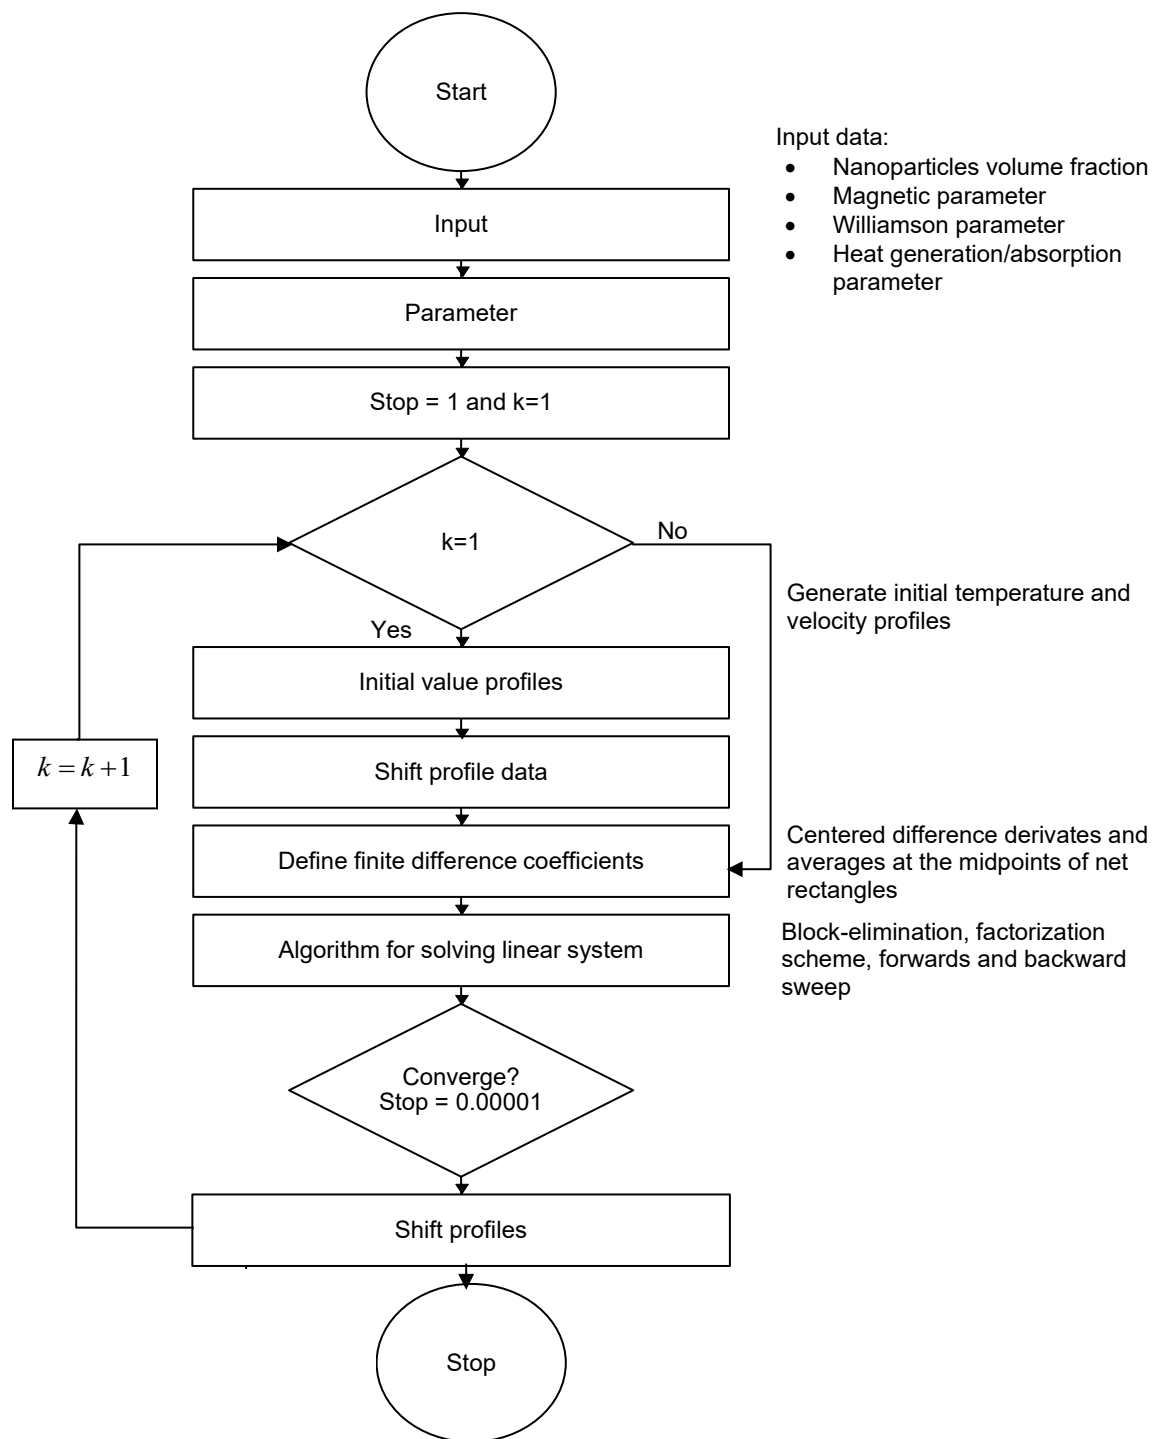 Start
Input data:
• Nanoparticles volume fraction
• Magnetic parameter
• Williamson parameter
• Heat generation/absorption
parameter
Input
Parameter
Stop = 1 and k=1
k=1
No
Generate initial temperature and
velocity profiles
Yes
Initial value profiles
k = k +1
Shift profile data
Define finite difference coefficients
Centered difference derivates and
averages at the midpoints of net
rectangles
Algorithm for solving linear system
Block-elimination, factorization
scheme, forwards and backward
sweep
Converge?
Stop = 0.00001
Shift profiles
Stop